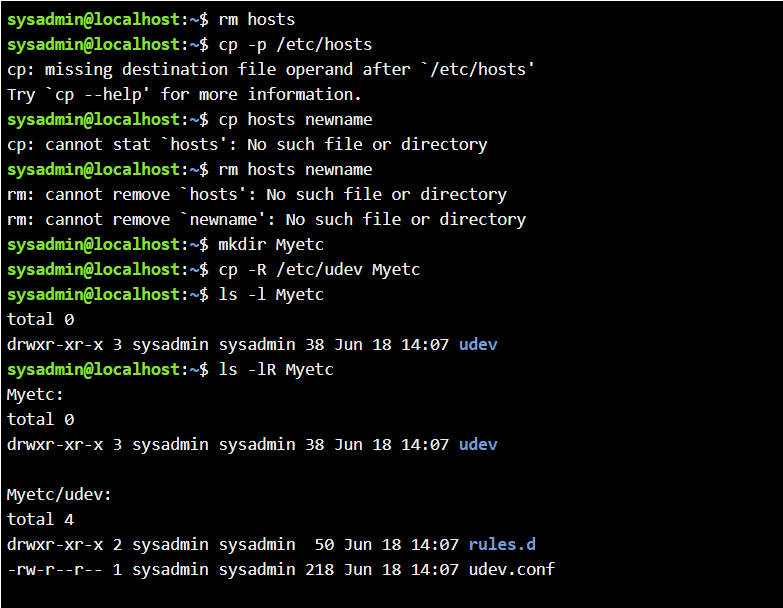 sysadmin@localhost:~$ rm hosts
sysadmin@localhost:~$ cp -p /etc/hosts
cp: missing destination file operand after `/etc/hosts'
Try `cp --help' for more information.
sysadmin@localhost:~$ cp hosts newname
cp: cannot stat `hosts': No such file or directory
sysadmin@localhost:~$ rm hosts newname
rm: cannot remove `hosts': No such file or directory
rm: cannot remove `newname': No such file or directory
sysadmin@localhost:~$ mkdir Myetc
sysadmin@localhost:~$ cp -R /etc/udev Myetc
sysadmin@localhost:~$ ls -l Myetc
total 0
drwxr-xr-x 3 sysadmin sysadmin 38 Jun 18 14:07 udev
sysadmin@localhost:~$ ls -lR Myetc
Myetc:
total 0
drwxr-xr-x 3 sysadmin sysadmin 38 Jun 18 14:07 udev

Myetc/udev:
total 4
drwxr-xr-x 2 sysadmin sysadmin  50 Jun 18 14:07 rules.d
-rw-r--r-- 1 sysadmin sysadmin 218 Jun 18 14:07 udev.conf